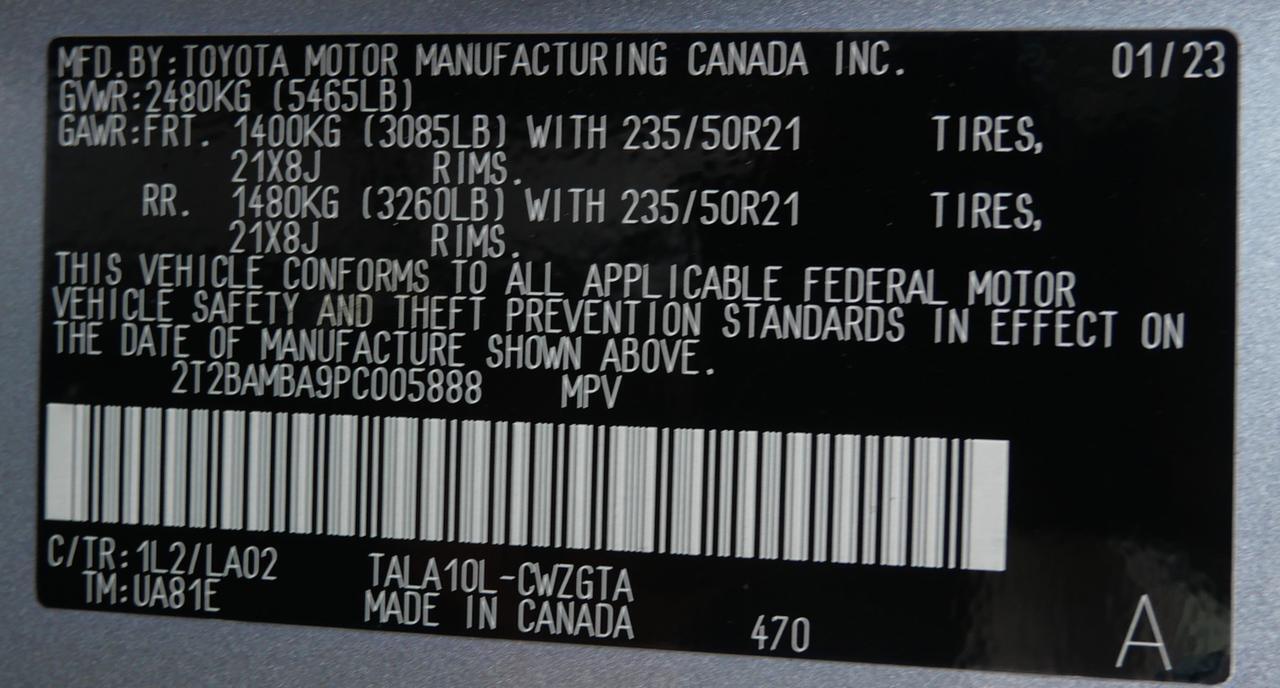 MFD.BY:TOYOTA MOTOR MANUFACTURING CANADA INC. 01/23
GVWR:2480KG (5465LB)
GAWR:FRT. 1400KG (3085LB) WITH 235/50R21 TIRES,
21X8J RIMS.
RR. 1480KG (3260LB) WITH 235/50R21 TIRES,
21X8J RIMS.
THIS VEHICLE CONFORMS TO ALL APPLICABLE FEDERAL MOTOR
VEHICLE SAFETY AND THEFT PREVENTION STANDARDS IN EFFECT ON
THE DATE OF MANUFACTURE SHOWN ABOVE.
2T2BAMBA9PC005888 MPV
C/TR:1L2/LA02 TALA10L-CWZGTA
TM:UA81E MADE IN CANADA 470 A